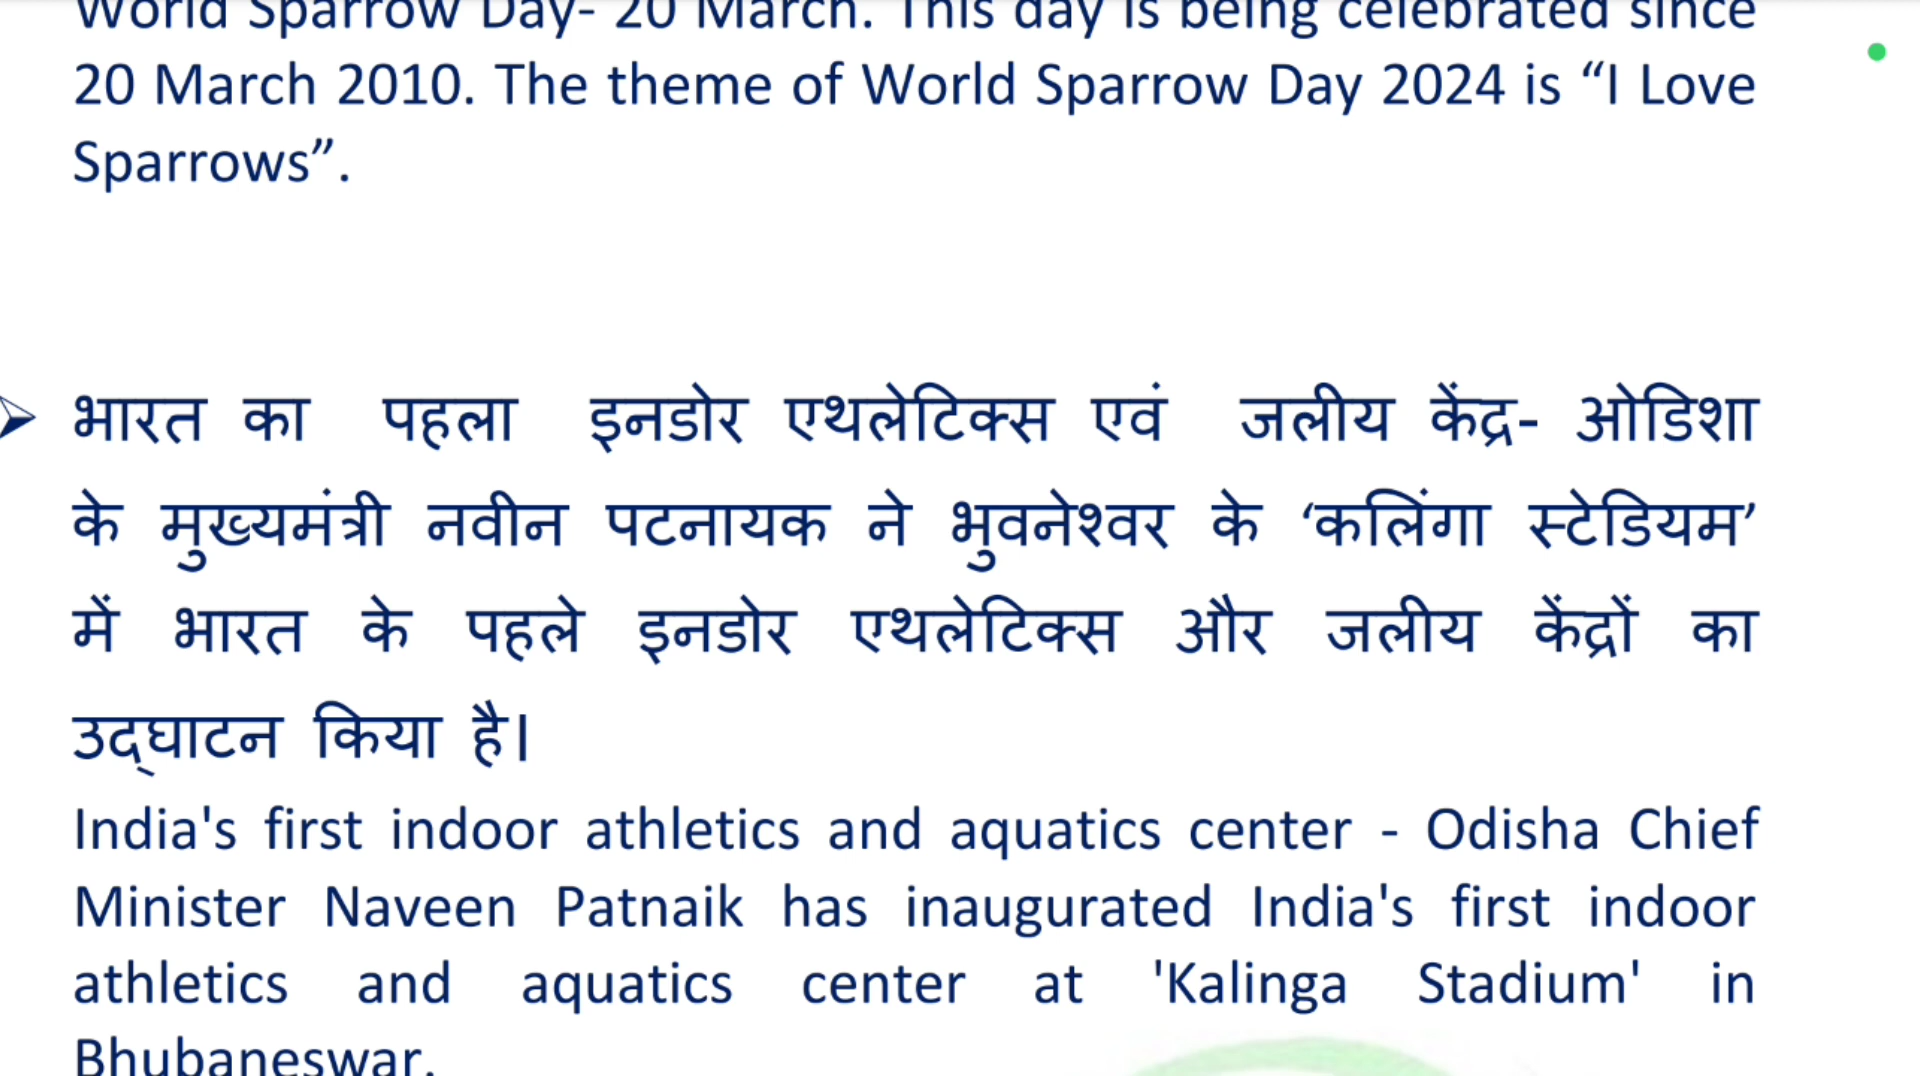 World Sparrow Day- 20 March. This day is being celebrated since
20 March 2010. The theme of World Sparrow Day 2024 is “I Love
Sparrows”.
भारत का पहला इनडोर एथलेटिक्स एवं जलीय केंद्र- ओडिशा
के मुख्यमंत्री नवीन पटनायक ने भुवनेश्वर के ‘कलिंगा स्टेडियम’
में भारत के पहले इनडोर एथलेटिक्स और जलीय केंद्रों का
उद्घाटन किया है।
India's first indoor athletics and aquatics center - Odisha Chief
Minister Naveen Patnaik has inaugurated India's first indoor
athletics and aquatics center at 'Kalinga Stadium' in
Bhubaneswar.